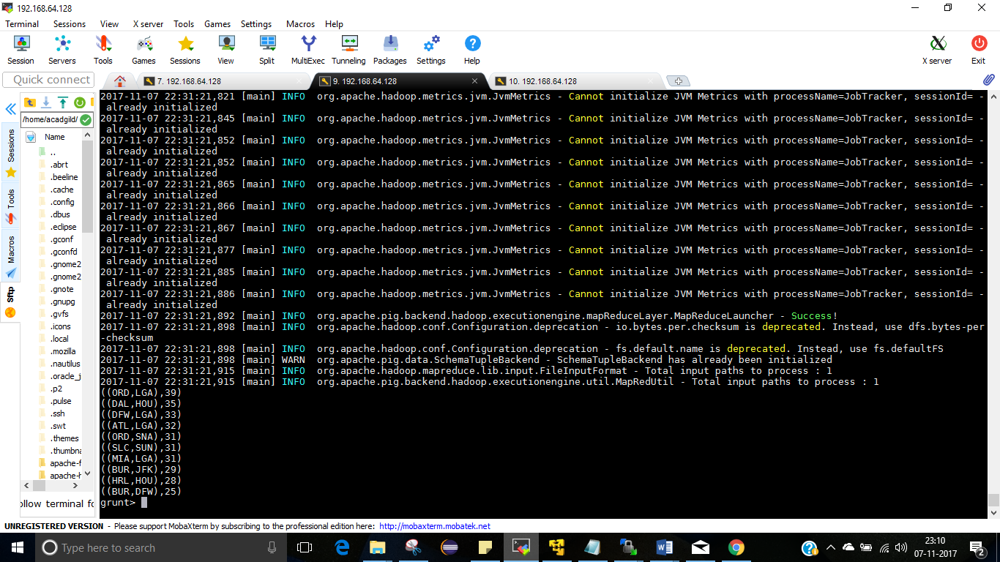 192.168.64.128
Terminal Sessions View X server Tools Games Settings Macros Help
Session Servers Tools Games Sessions View Split MultiExec Tunneling Packages Settings Help X server Exit
Quick connect 7. 192.168.64.128 9. 192.168.64.128 10. 192.168.64.128
/home/acadgild/
Name
..
.abrt
.beeline
.cache
.config
.dbus
.eclipse
.gconf
.gconfd
.gnome2
.gnome2
.gnote
.gnupg
.gvfs
.icons
.local
.mozilla
.nautilus
.oracle_j
.p2
.pulse
.ssh
.swt
.themes
.thumbna
apache-f
apache-h
ollow terminal fo
Sessions
Tools
Macros
Sftp
2017-11-07 22:31:21,821 [main] INFO  org.apache.hadoop.metrics.jvm.JvmMetrics - Cannot initialize JVM Metrics with processName=JobTracker, sessionId= -
already initialized
2017-11-07 22:31:21,845 [main] INFO  org.apache.hadoop.metrics.jvm.JvmMetrics - Cannot initialize JVM Metrics with processName=JobTracker, sessionId= -
already initialized
2017-11-07 22:31:21,852 [main] INFO  org.apache.hadoop.metrics.jvm.JvmMetrics - Cannot initialize JVM Metrics with processName=JobTracker, sessionId= -
already initialized
2017-11-07 22:31:21,852 [main] INFO  org.apache.hadoop.metrics.jvm.JvmMetrics - Cannot initialize JVM Metrics with processName=JobTracker, sessionId= -
already initialized
2017-11-07 22:31:21,865 [main] INFO  org.apache.hadoop.metrics.jvm.JvmMetrics - Cannot initialize JVM Metrics with processName=JobTracker, sessionId= -
already initialized
2017-11-07 22:31:21,866 [main] INFO  org.apache.hadoop.metrics.jvm.JvmMetrics - Cannot initialize JVM Metrics with processName=JobTracker, sessionId= -
already initialized
2017-11-07 22:31:21,867 [main] INFO  org.apache.hadoop.metrics.jvm.JvmMetrics - Cannot initialize JVM Metrics with processName=JobTracker, sessionId= -
already initialized
2017-11-07 22:31:21,877 [main] INFO  org.apache.hadoop.metrics.jvm.JvmMetrics - Cannot initialize JVM Metrics with processName=JobTracker, sessionId= -
already initialized
2017-11-07 22:31:21,885 [main] INFO  org.apache.hadoop.metrics.jvm.JvmMetrics - Cannot initialize JVM Metrics with processName=JobTracker, sessionId= -
already initialized
2017-11-07 22:31:21,886 [main] INFO  org.apache.hadoop.metrics.jvm.JvmMetrics - Cannot initialize JVM Metrics with processName=JobTracker, sessionId= -
already initialized
2017-11-07 22:31:21,892 [main] INFO  org.apache.pig.backend.hadoop.executionengine.mapReduceLayer.MapReduceLauncher - Success!
2017-11-07 22:31:21,898 [main] INFO  org.apache.hadoop.conf.Configuration.deprecation - io.bytes.per.checksum is deprecated. Instead, use dfs.bytes-per
-checksum
2017-11-07 22:31:21,898 [main] INFO  org.apache.hadoop.conf.Configuration.deprecation - fs.default.name is deprecated. Instead, use fs.defaultFS
2017-11-07 22:31:21,898 [main] WARN  org.apache.pig.data.SchemaTupleBackend - SchemaTupleBackend has already been initialized
2017-11-07 22:31:21,915 [main] INFO  org.apache.hadoop.mapreduce.lib.input.FileInputFormat - Total input paths to process : 1
2017-11-07 22:31:21,915 [main] INFO  org.apache.pig.backend.hadoop.executionengine.util.MapRedUtil - Total input paths to process : 1
((ORD,LGA),39)
((DAL,HOU),35)
((DFW,LGA),33)
((ATL,LGA),32)
((ORD,SNA),31)
((SLC,SUN),31)
((MIA,LGA),31)
((BUR,JFK),29)
((HRL,HOU),28)
((BUR,DFW),25)
grunt>
UNREGISTERED VERSION - Please support MobaXterm by subscribing to the professional edition here: http://mobaxterm.mobatek.net
Type here to search
23:10
07-11-2017
2